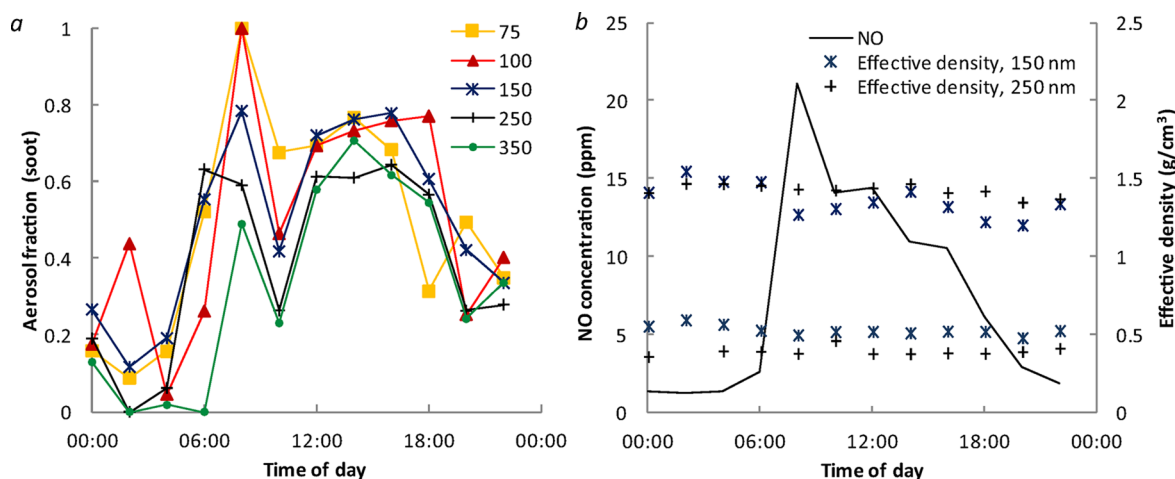 a
1
0.8
0.6
0.4
0.2
0
Aerosol fraction (soot)
75
100
150
250
350
00:00 06:00 12:00 18:00 00:00
Time of day
b
25
20
15
10
5
0
NO concentration (ppm)
NO
Effective density, 150 nm
Effective density, 250 nm
2.5
2
1.5
1
0.5
0
Effective density (g/cm³)
00:00 06:00 12:00 18:00 00:00
Time of day